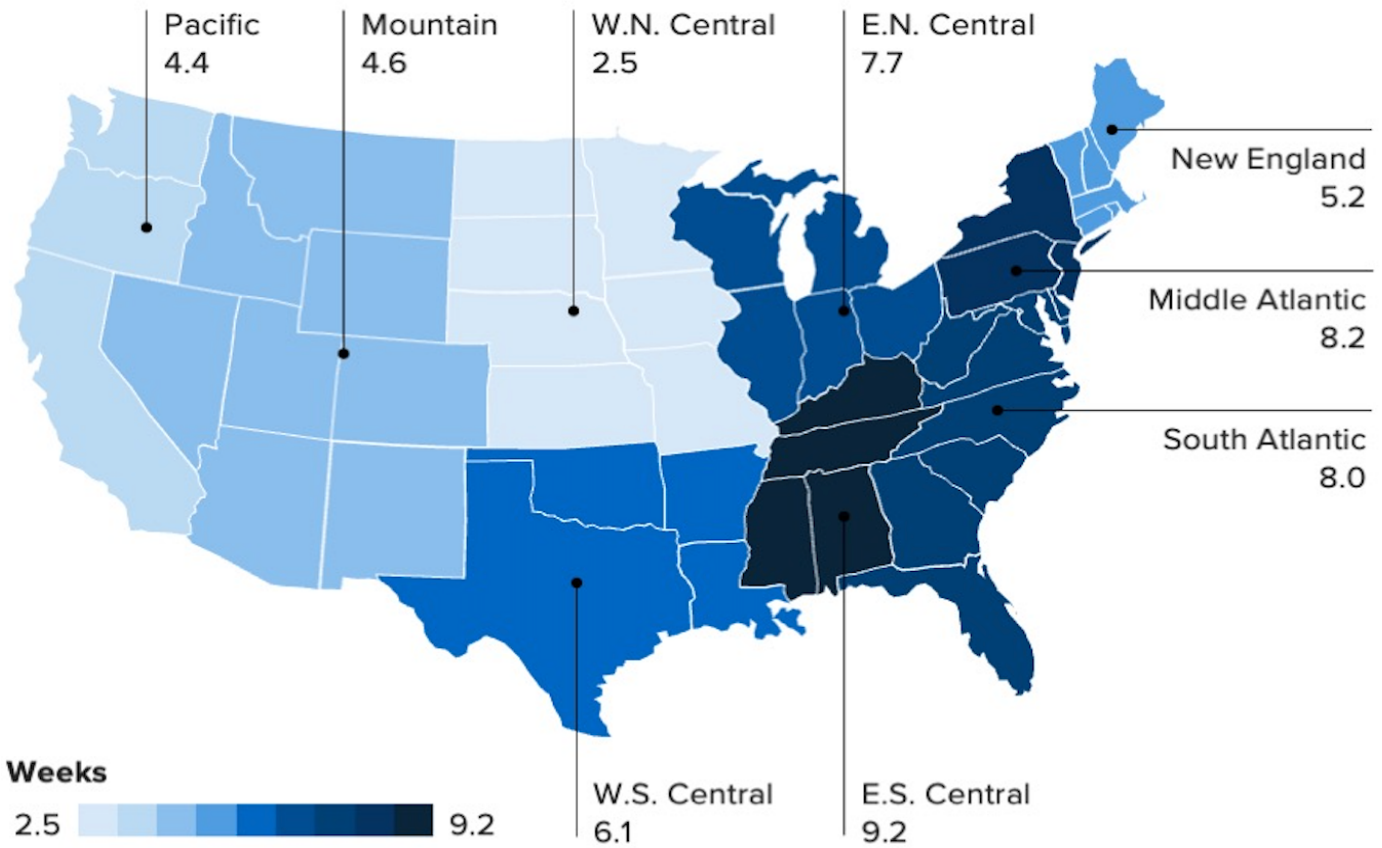 Pacific
4.4
Mountain
4.6
W.N. Central
2.5
E.N. Central
7.7
New England
5.2
Middle Atlantic
8.2
South Atlantic
8.0
W.S. Central
6.1
E.S. Central
9.2
Weeks
2.5
9.2